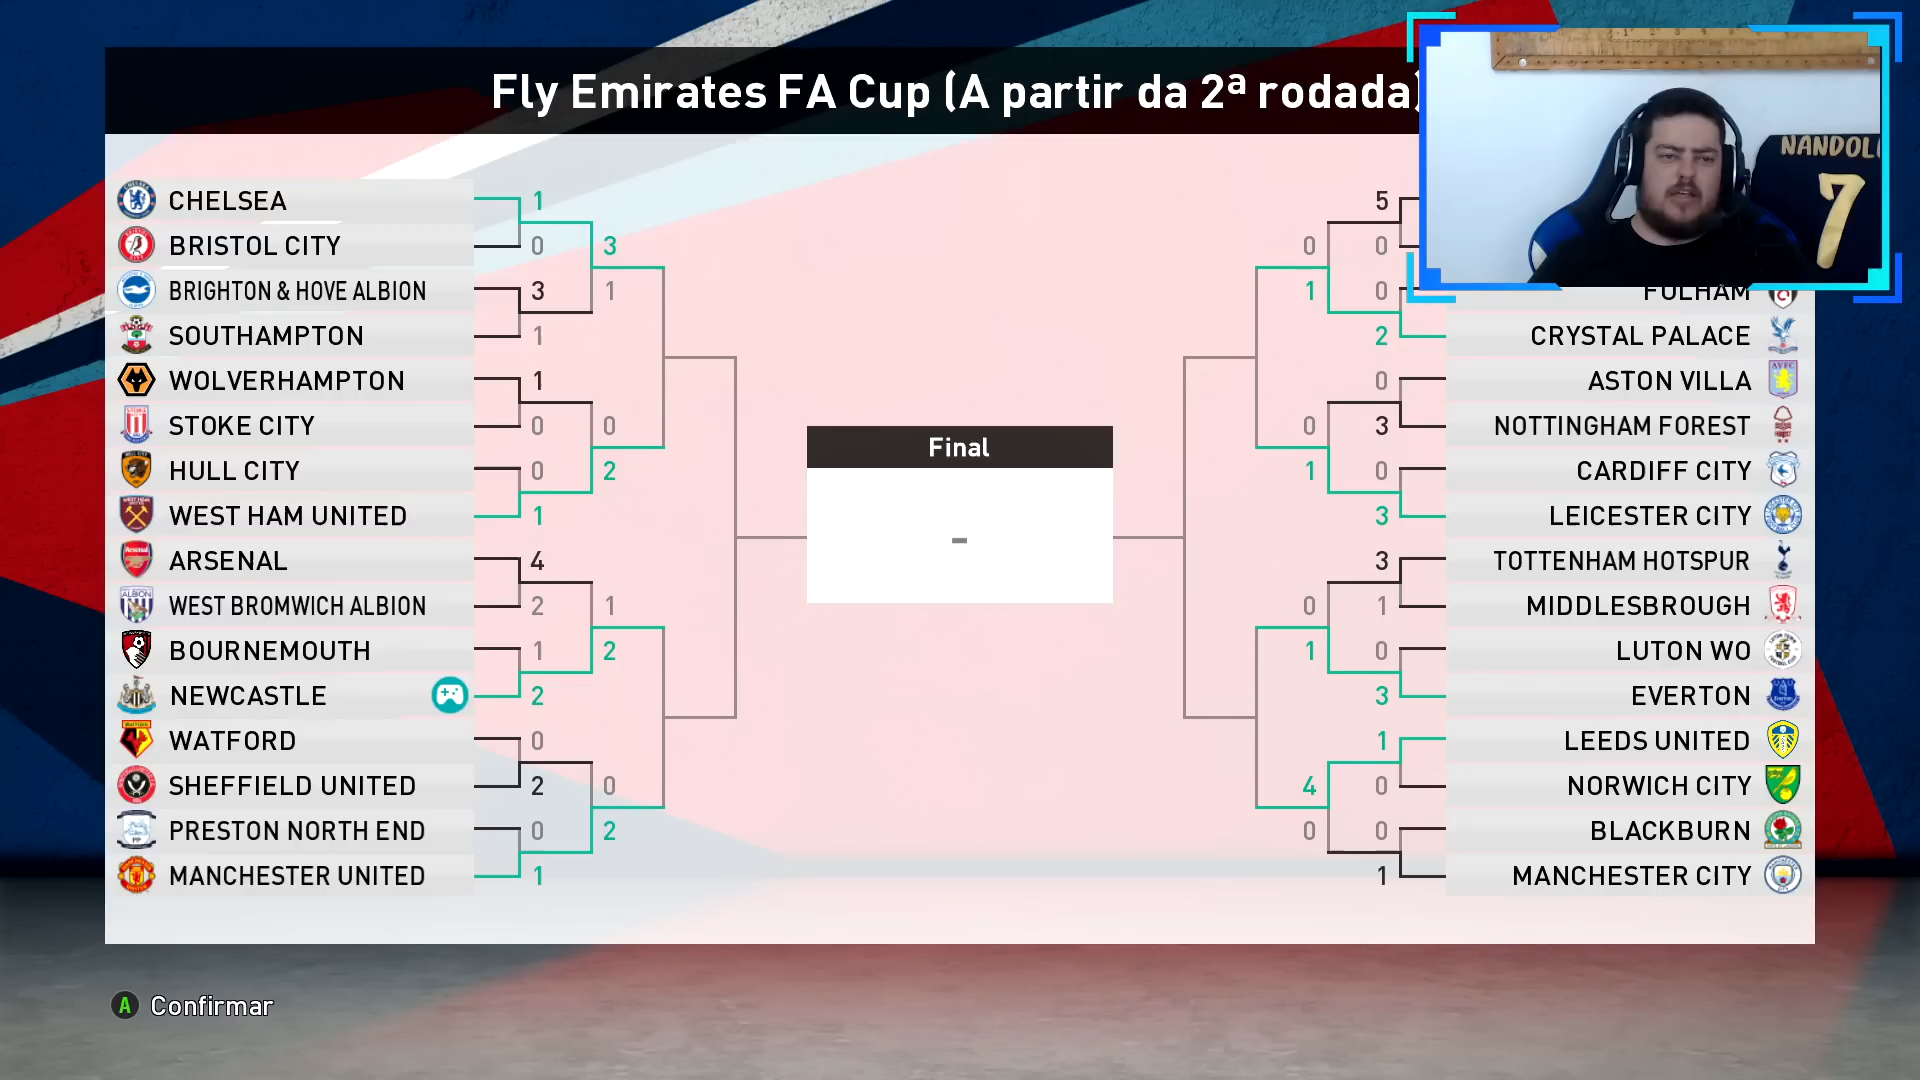 Fly Emirates FA Cup (A partir da 2ª rodada)
NANDOL
7
CHELSEA 1
BRISTOL CITY 0
3
BRIGHTON & HOVE ALBION 3
1
SOUTHAMPTON 1
WOLVERHAMPTON 1
STOKE CITY 0
0
HULL CITY 0
2
WEST HAM UNITED 1
ARSENAL 4
WEST BROMWICH ALBION 2
1
BOURNEMOUTH 1
2
NEWCASTLE 2
WATFORD 0
SHEFFIELD UNITED 2
0
PRESTON NORTH END 0
2
MANCHESTER UNITED 1
Final
-
5
0 0
1 0 FULHAM
2 CRYSTAL PALACE
0 ASTON VILLA
0 3 NOTTINGHAM FOREST
1 0 CARDIFF CITY
3 LEICESTER CITY
3 TOTTENHAM HOTSPUR
0 1 MIDDLESBROUGH
1 0 LUTON WO
3 EVERTON
1 LEEDS UNITED
4 0 NORWICH CITY
0 0 BLACKBURN
1 MANCHESTER CITY
A Confirmar